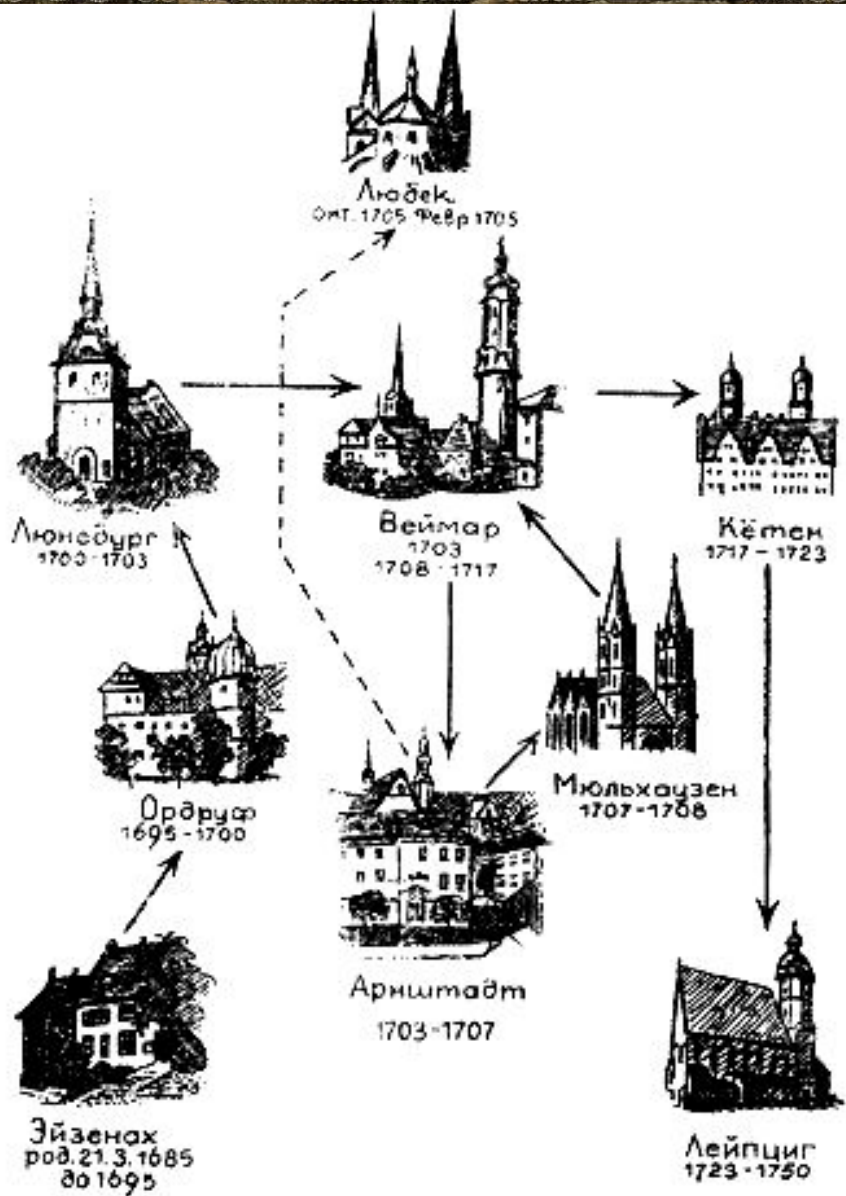 Любек
Окт. 1705 Февр 1705
Люнебург
1700-1703
Веймар
1703
1708-1717
Кётен
1717-1723
Ордруф
1695-1700
Мюльхаузен
1707-1708
Арнштадт
1703-1707
Эйзенах
род. 21.3.1685
до 1695
Лейпциг
1723-1750